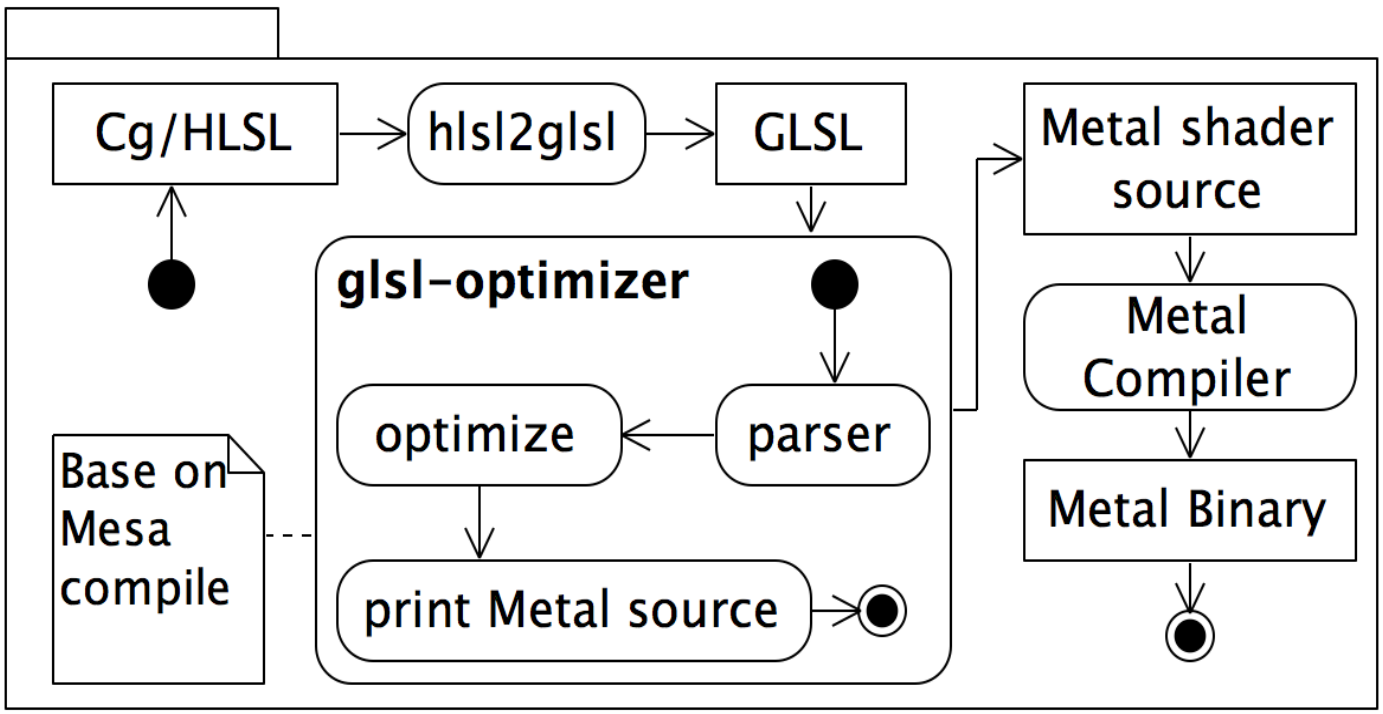 Cg/HLSL
hlsl2glsl
GLSL
Metal shader
source
glsl-optimizer
Metal
Compiler
optimize
parser
Base on
Mesa
compile
Metal Binary
print Metal source